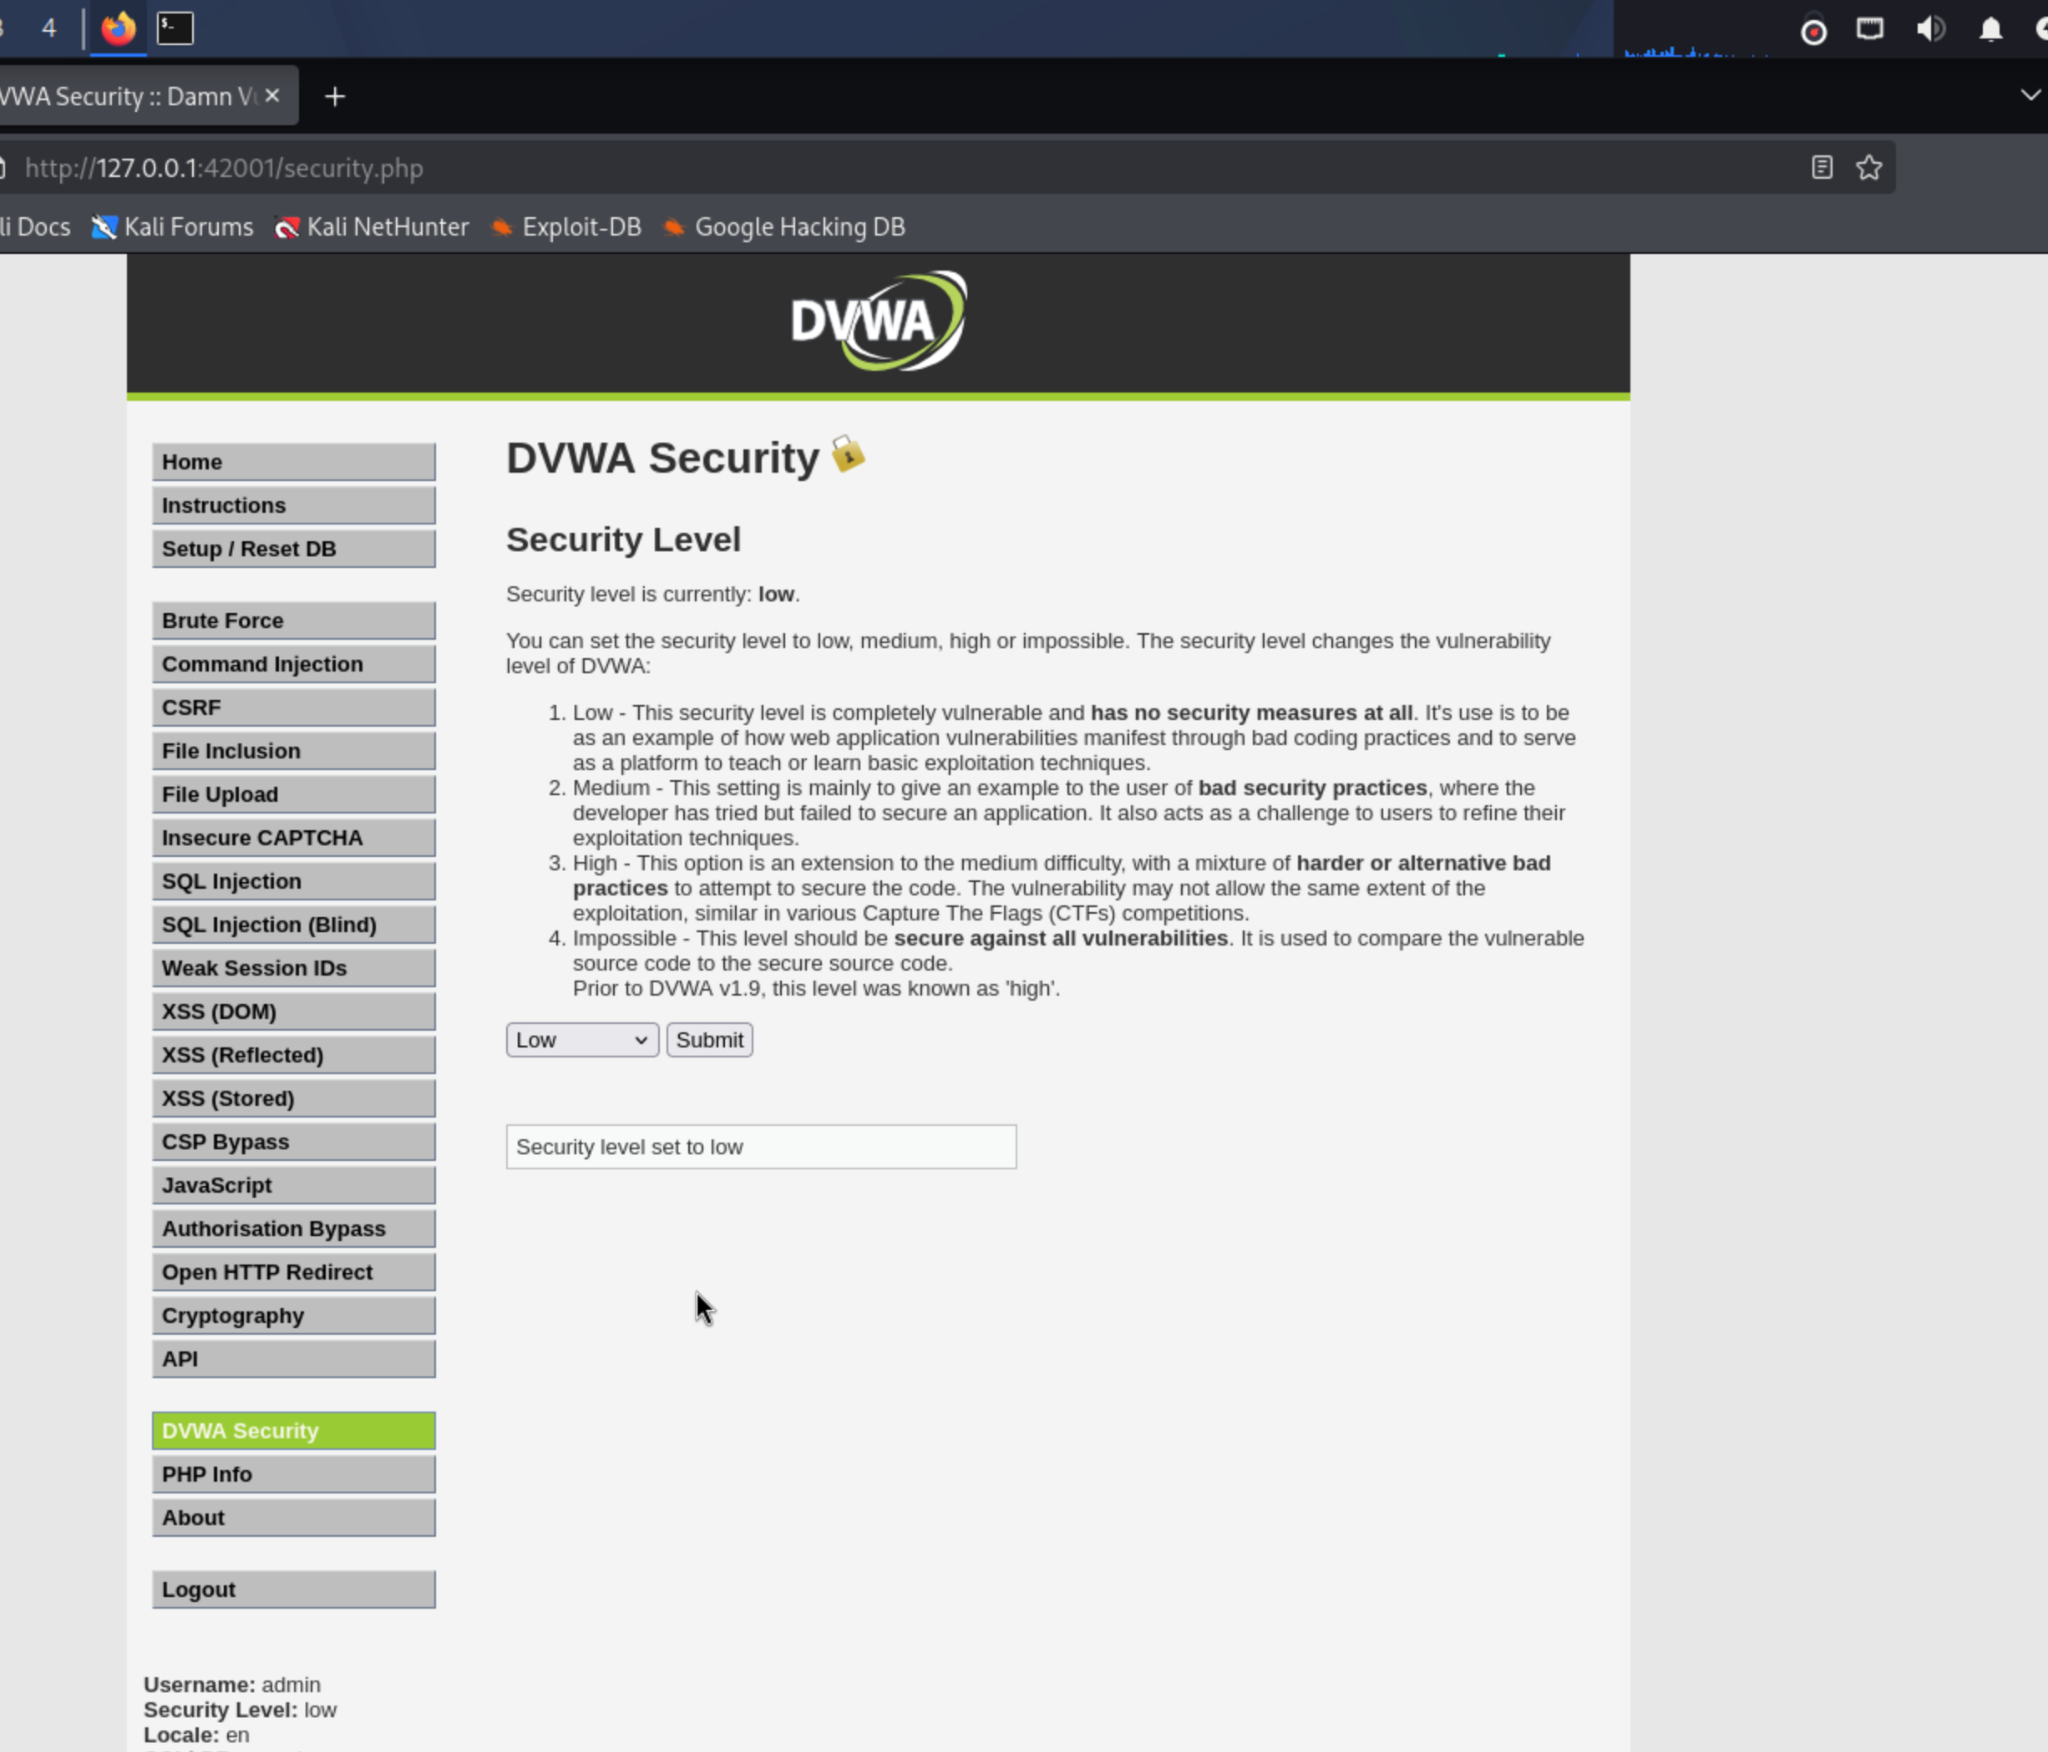 4
VWA Security :: Damn V
http://127.0.0.1:42001/security.php
li Docs Kali Forums Kali NetHunter Exploit-DB Google Hacking DB
DVWA
Home
Instructions
Setup / Reset DB
Brute Force
Command Injection
CSRF
File Inclusion
File Upload
Insecure CAPTCHA
SQL Injection
SQL Injection (Blind)
Weak Session IDs
XSS (DOM)
XSS (Reflected)
XSS (Stored)
CSP Bypass
JavaScript
Authorisation Bypass
Open HTTP Redirect
Cryptography
API
DVWA Security
PHP Info
About
Logout
DVWA Security
Security Level
Security level is currently: low.
You can set the security level to low, medium, high or impossible. The security level changes the vulnerability
level of DVWA:
1. Low - This security level is completely vulnerable and has no security measures at all. It's use is to be
as an example of how web application vulnerabilities manifest through bad coding practices and to serve
as a platform to teach or learn basic exploitation techniques.
2. Medium - This setting is mainly to give an example to the user of bad security practices, where the
developer has tried but failed to secure an application. It also acts as a challenge to users to refine their
exploitation techniques.
3. High - This option is an extension to the medium difficulty, with a mixture of harder or alternative bad
practices to attempt to secure the code. The vulnerability may not allow the same extent of the
exploitation, similar in various Capture The Flags (CTFs) competitions.
4. Impossible - This level should be secure against all vulnerabilities. It is used to compare the vulnerable
source code to the secure source code.
Prior to DVWA v1.9, this level was known as 'high'.
Low Submit
Security level set to low
Username: admin
Security Level: low
Locale: en